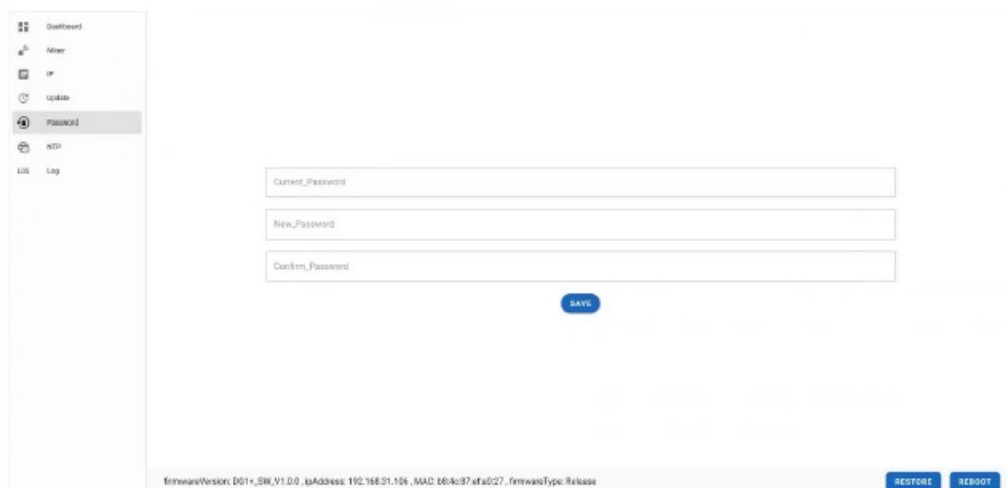 Dashboard
Miner
IP
Update
Password
NTP
LOG Log
Current_Password
New_Password
Confirm_Password
SAVE
firmwareVersion: DG1+_SW_V1.0.0 , ipAddress: 192.168.31.106 , MAC: b8:4c:87:ef:a0:27 , firmwareType: Release
RESTORE
REBOOT